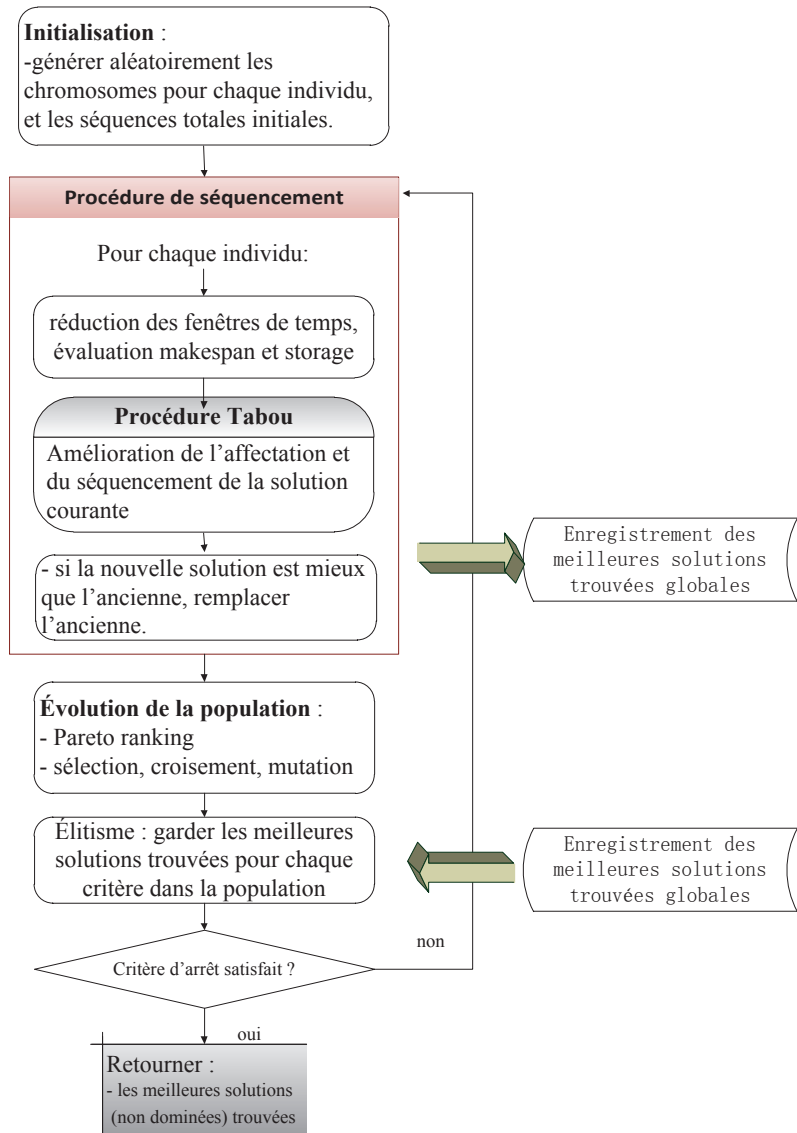 Initialisation :
-générer aléatoirement les
chromosomes pour chaque individu,
et les séquences totales initiales.
Procédure de séquencement
Pour chaque individu:
réduction des fenêtres de temps,
évaluation makespan et storage
Procédure Tabou
Amélioration de l’affectation et
du séquencement de la solution
courante
- si la nouvelle solution est mieux
que l’ancienne, remplacer
l’ancienne.
Enregistrement des
meilleures solutions
trouvées globales
Évolution de la population :
- Pareto ranking
- sélection, croisement, mutation
Élitisme : garder les meilleures
solutions trouvées pour chaque
critère dans la population
Enregistrement des
meilleures solutions
trouvées globales
non
Critère d’arrêt satisfait ?
oui
Retourner :
- les meilleures solutions
(non dominées) trouvées